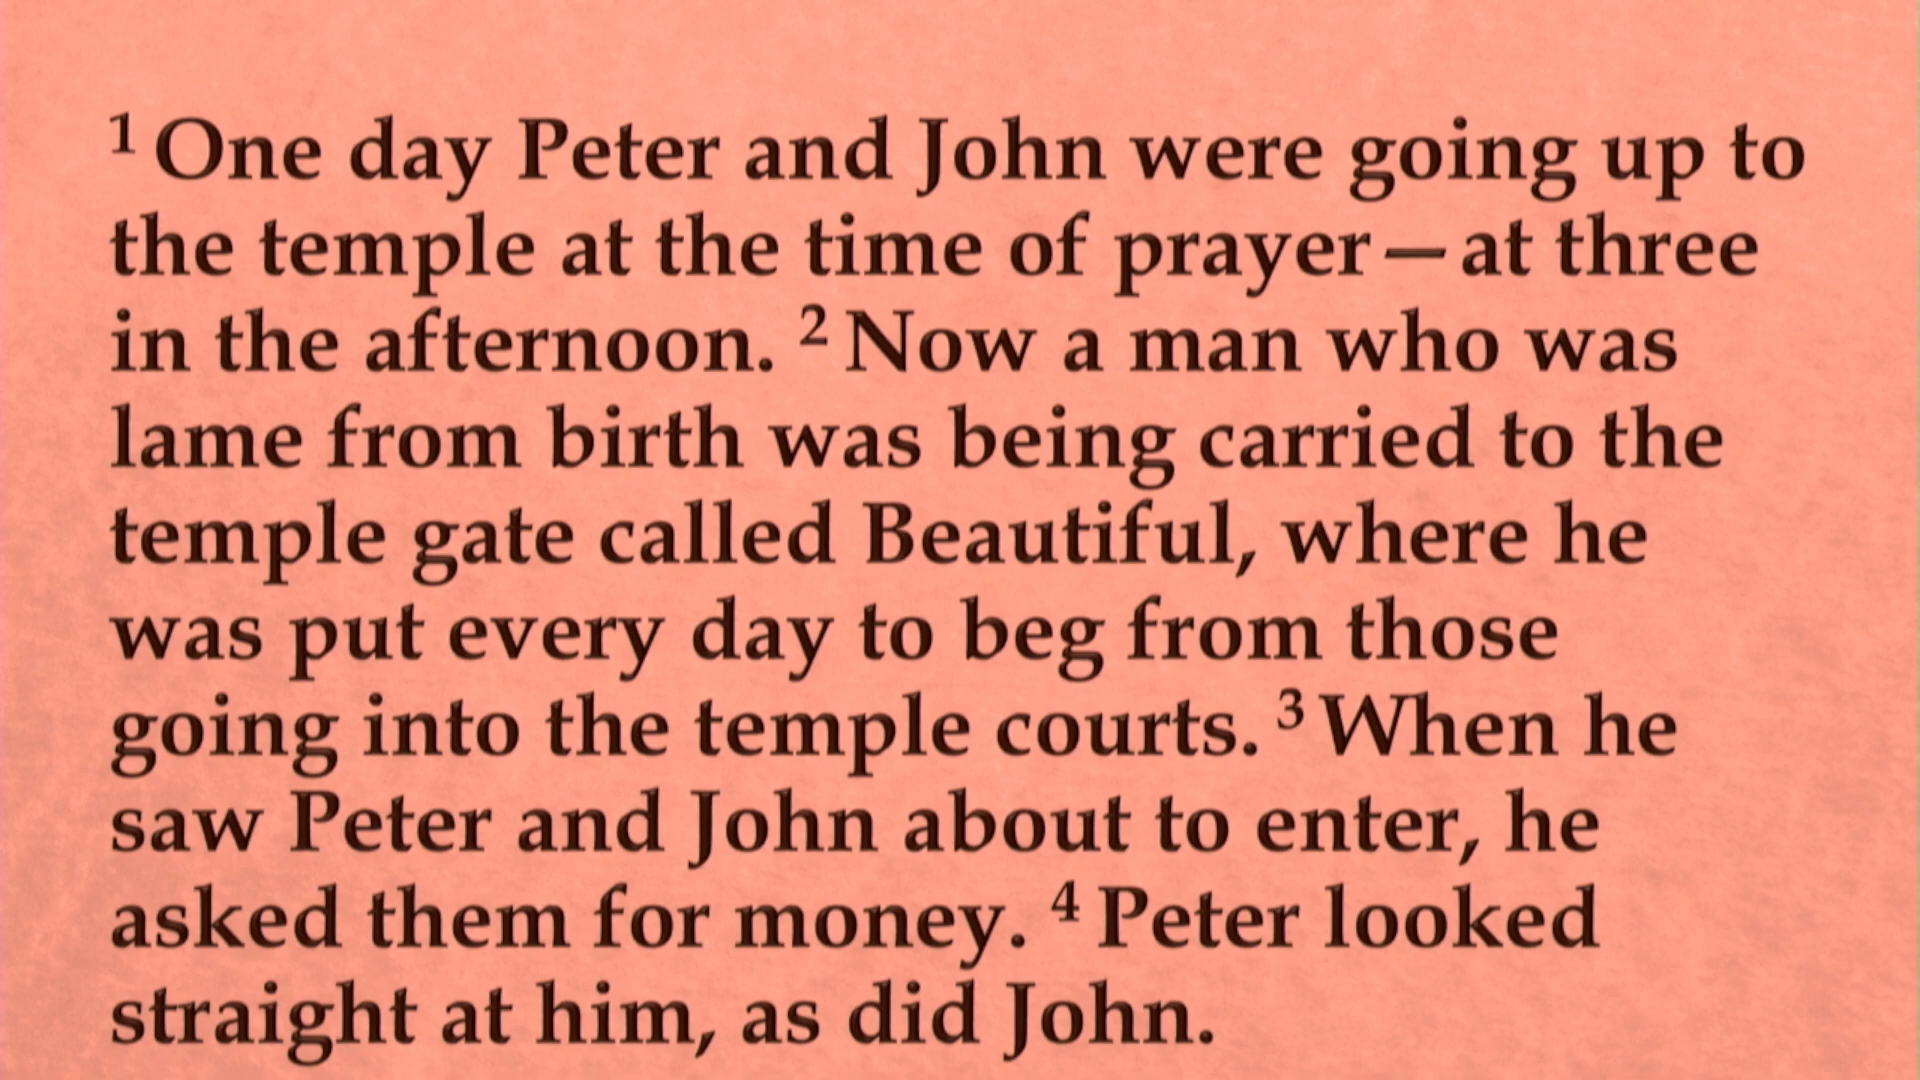 ¹ One day Peter and John were going up to
the temple at the time of prayer—at three
in the afternoon. ² Now a man who was
lame from birth was being carried to the
temple gate called Beautiful, where he
was put every day to beg from those
going into the temple courts. ³ When he
saw Peter and John about to enter, he
asked them for money. ⁴ Peter looked
straight at him, as did John.